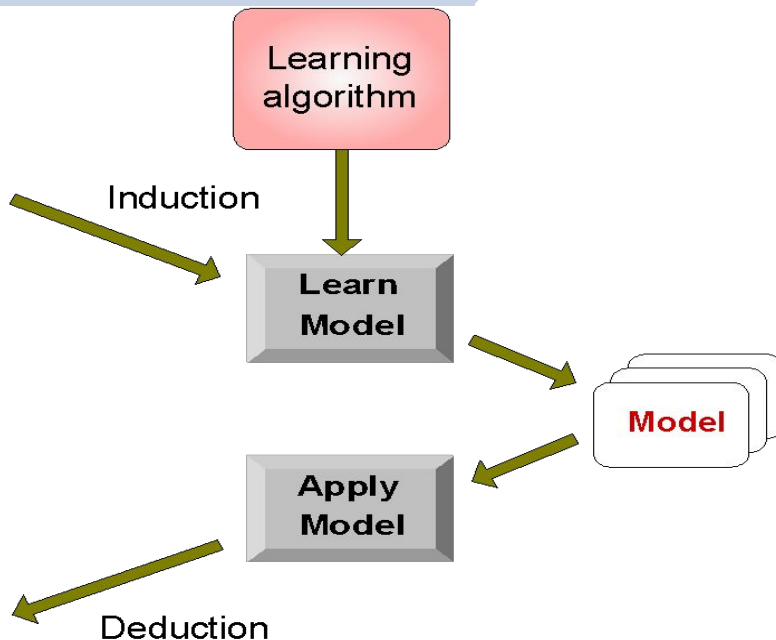 Learning
algorithm
Induction
Learn
Model
Model
Apply
Model
Deduction